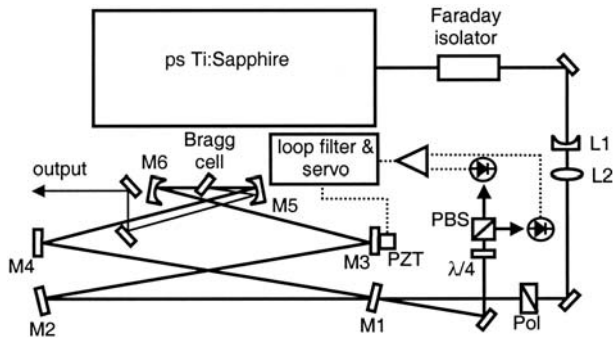 Faraday
isolator
ps Ti:Sapphire
L1
Bragg
cell
loop filter &
servo
output
M6
L2
M5
PBS
M4
M3
PZT
λ/4
M2
M1
Pol